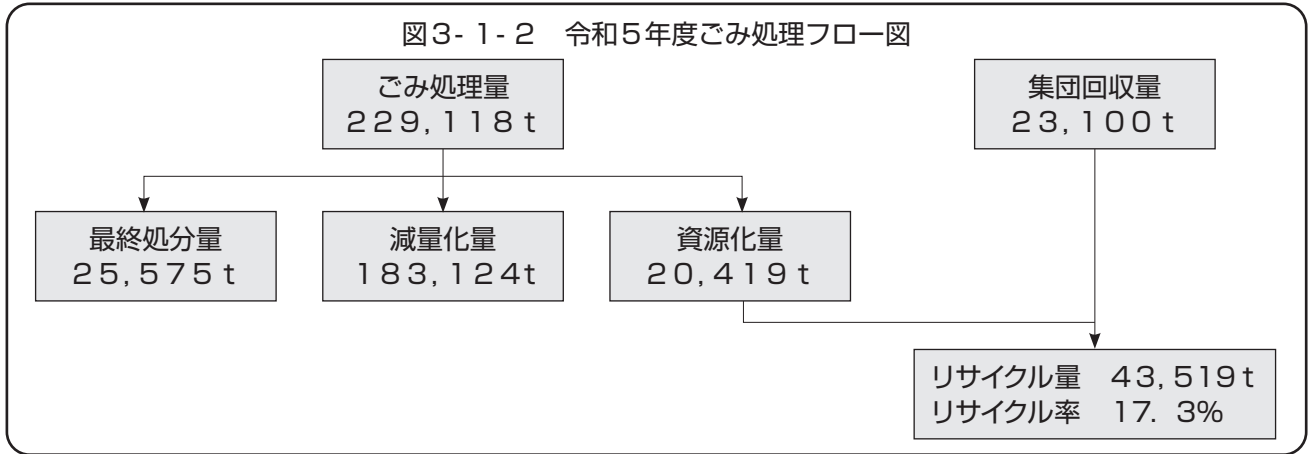 図3-1-2　令和5年度ごみ処理フロー図
ごみ処理量
229,118t
集団回収量
23,100t
最終処分量
25,575t
減量化量
183,124t
資源化量
20,419t
リサイクル量　43,519t
リサイクル率　17.3%